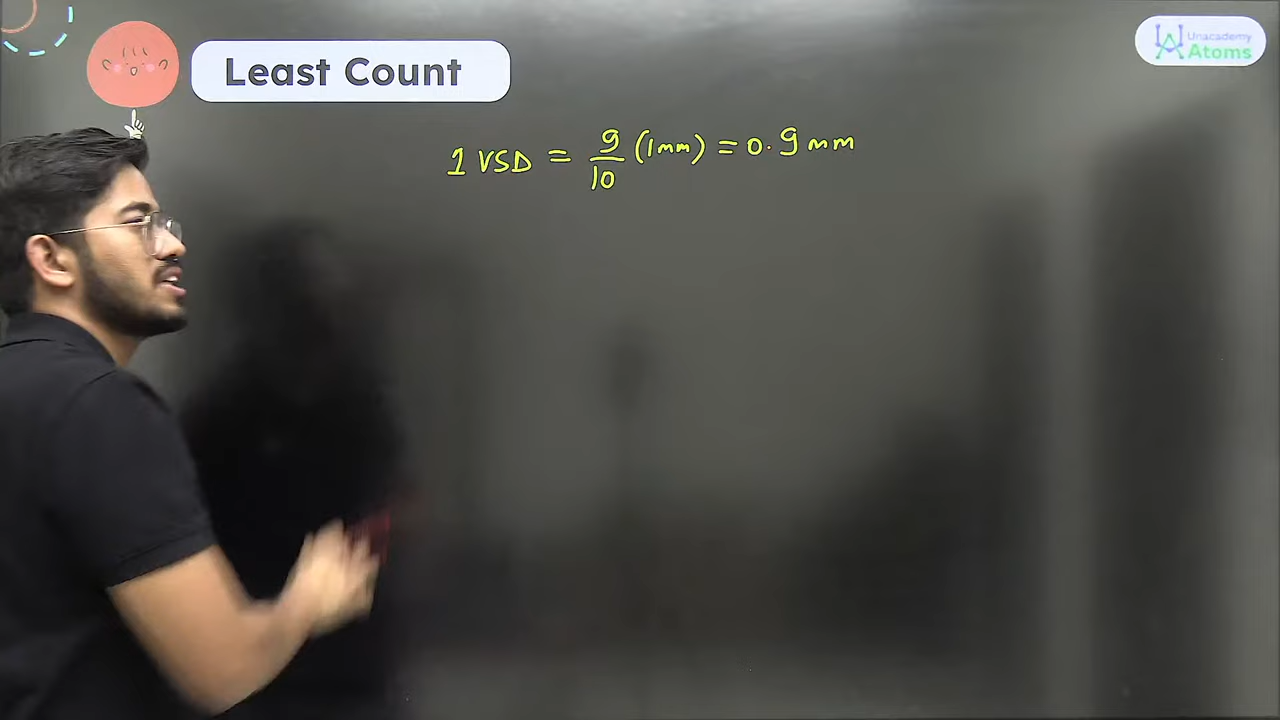 Unacademy
Atoms
Least Count
1 VSD = 9/10 (1mm) = 0.9 mm